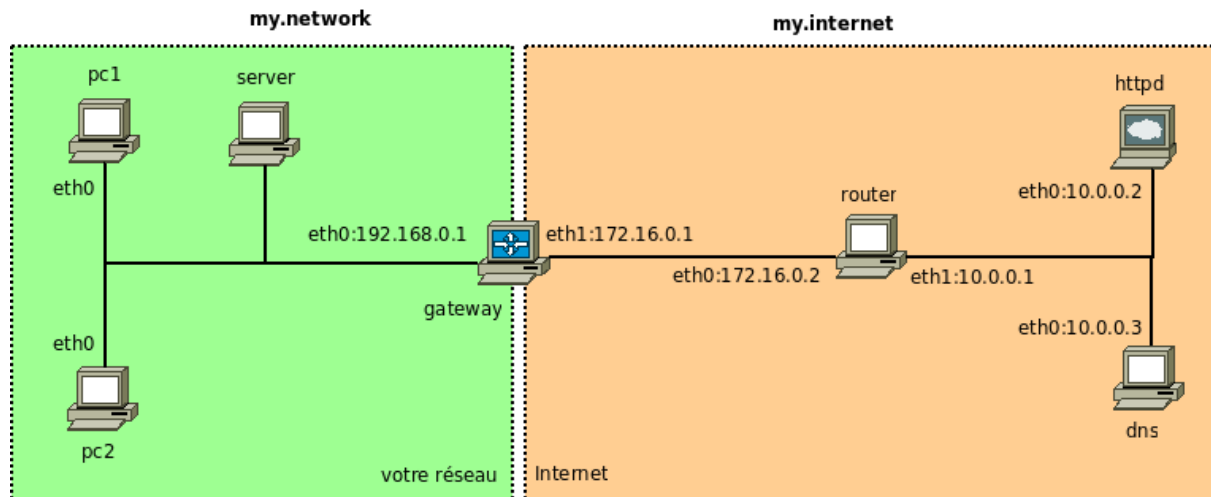 my.network
my.internet
pc1
server
httpd
eth0
eth0:10.0.0.2
router
eth0:192.168.0.1
eth1:172.16.0.1
eth0:172.16.0.2
eth1:10.0.0.1
gateway
eth0
eth0:10.0.0.3
pc2
dns
votre réseau
Internet